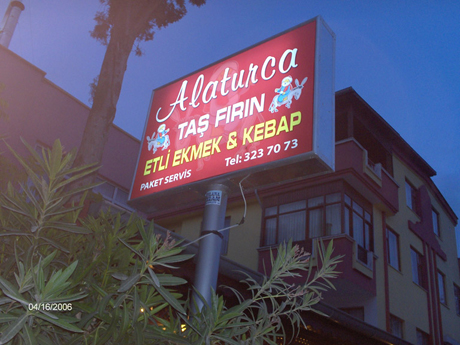 Alaturca
TAŞ FIRIN
ETLİ EKMEK & KEBAP
Tel: 323 70 73
PAKET SERVİS
04/16/2006